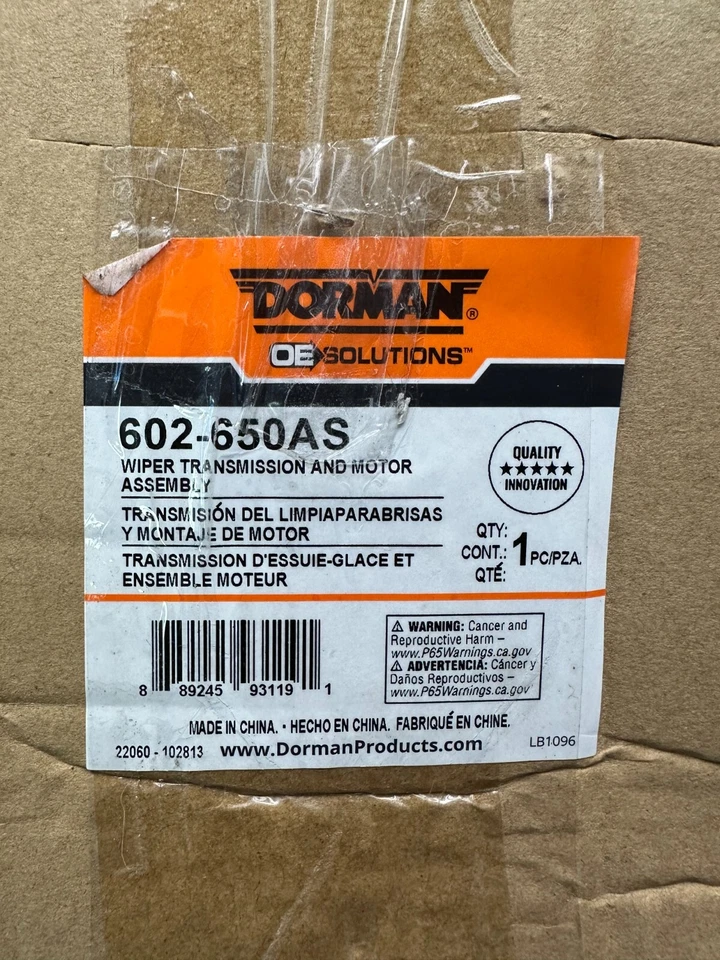 DORMAN®
OE SOLUTIONS™
602-650AS
WIPER TRANSMISSION AND MOTOR
ASSEMBLY
TRANSMISIÓN DEL LIMPIAPARABRISAS
Y MONTAJE DE MOTOR
TRANSMISSION D'ESSUIE-GLACE ET
ENSEMBLE MOTEUR
QUALITY
★★★★★
INNOVATION
QTY:
CONT.: 1 PC/PZA.
QTÉ:
8 89245 93119 1
⚠ WARNING: Cancer and
Reproductive Harm –
www.P65Warnings.ca.gov
⚠ ADVERTENCIA: Cáncer y
Daños Reproductivos –
www.P65Warnings.ca.gov
MADE IN CHINA. · HECHO EN CHINA. FABRIQUÉ EN CHINE.
22060 - 102813 www.DormanProducts.com LB1096